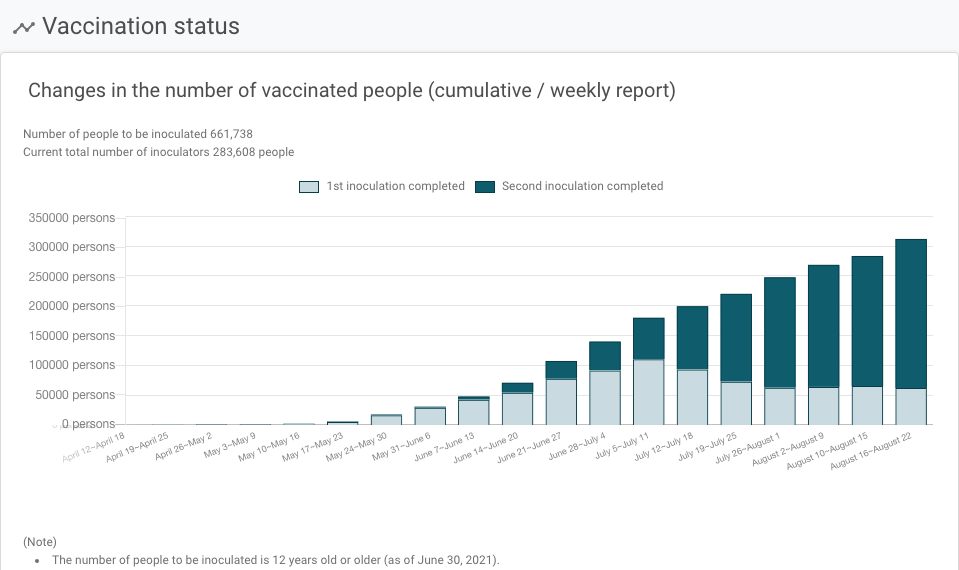 Vaccination status
Changes in the number of vaccinated people (cumulative / weekly report)
Number of people to be inoculated 661,738
Current total number of inoculators 283,608 people
1st inoculation completed
Second inoculation completed
350000 persons
300000 persons
250000 persons
200000 persons
150000 persons
100000 persons
50000 persons
0 persons
April 12~April 18
April 19~April 25
April 26~May 2
May 3~May 9
May 10~May 16
May 17~May 23
May 24~May 30
May 31~June 6
June 7~June 13
June 14~June 20
June 21~June 27
June 28~July 4
July 5~July 11
July 12~July 18
July 19~July 25
July 26~August 1
August 2~August 9
August 10~August 15
August 16~August 22
(Note)
• The number of people to be inoculated is 12 years old or older (as of June 30, 2021).